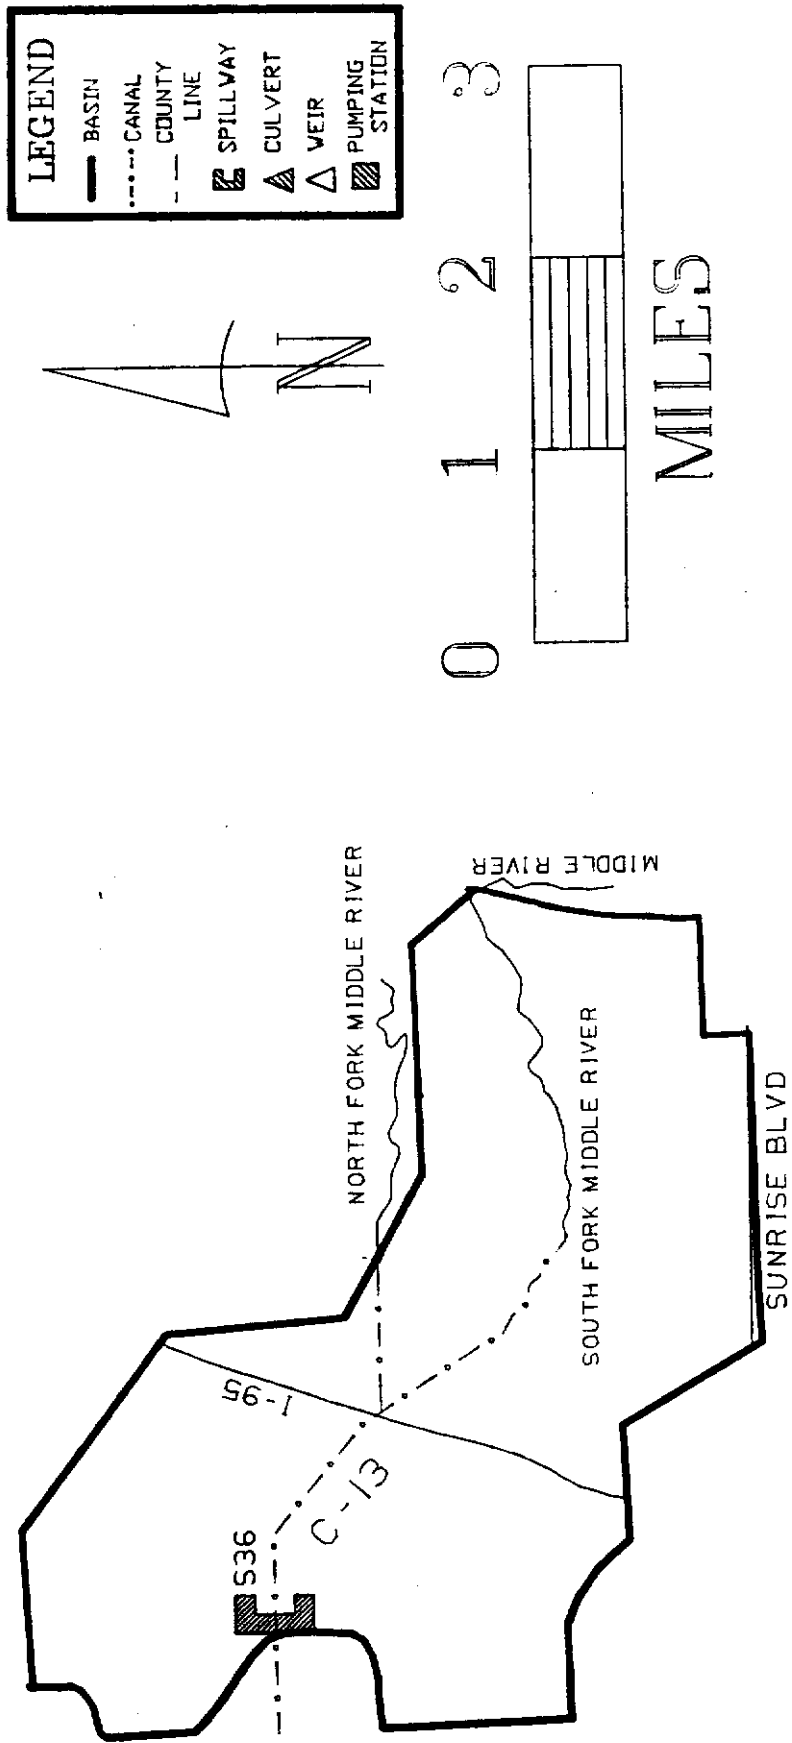 LEGEND
BASIN
CANAL
COUNTY
LINE
SPILLWAY
CULVERT
WEIR
PUMPING
STATION
N
0 1 2 3
MILES
NORTH FORK MIDDLE RIVER
MIDDLE RIVER
SOUTH FORK MIDDLE RIVER
I-95
S36
C-13
SUNRISE BLVD